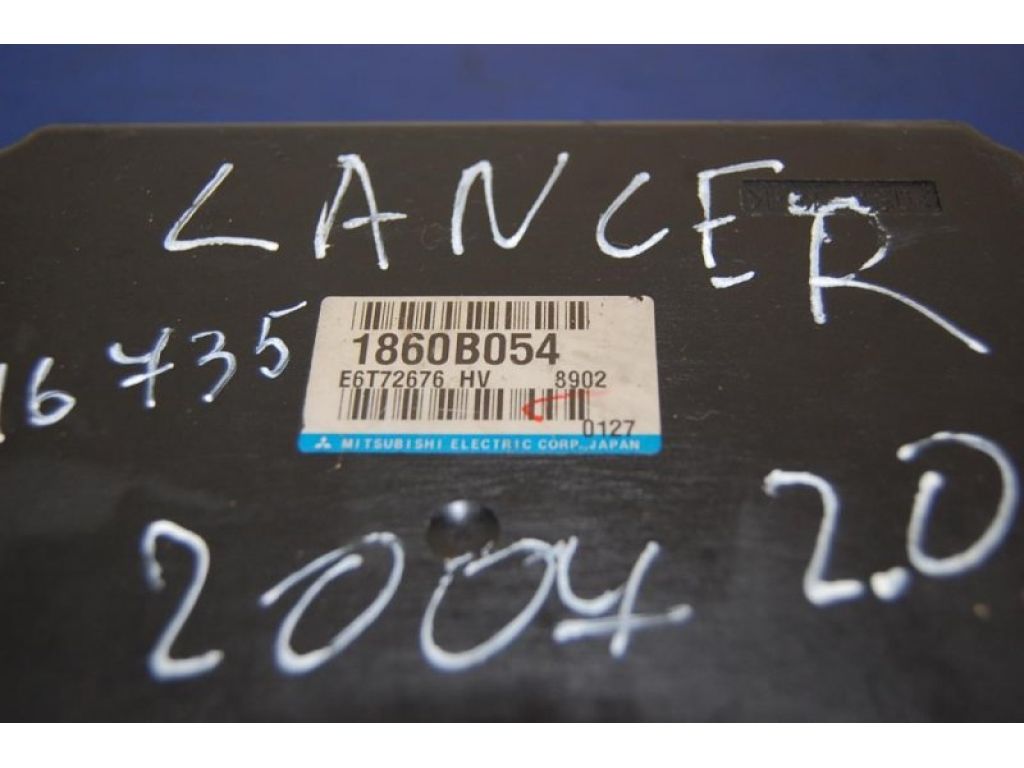 LANCER
16735
1860B054
E6T72676 HV 8902
0127
MITSUBISHI ELECTRIC CORP. JAPAN
2004 2.0